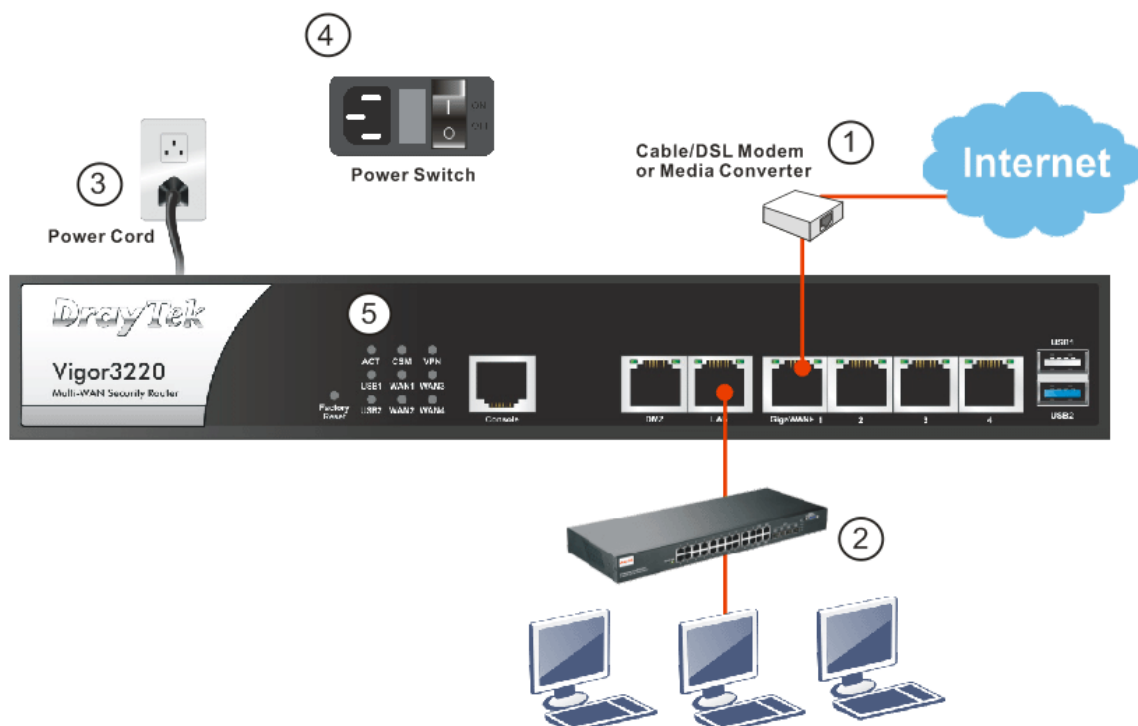 4
ON
OFF
Power Switch
3
Power Cord
1
Cable/DSL Modem
or Media Converter
Internet
DrayTek
Vigor3220
Multi-WAN Security Router
5
ACT CSM VPN
USB1 WAN1 WAN3
USB2 WAN2 WAN4
Factory
Reset
Console
DMZ
LAN
GigaWAN 1
2
3
4
USB1
USB2
2